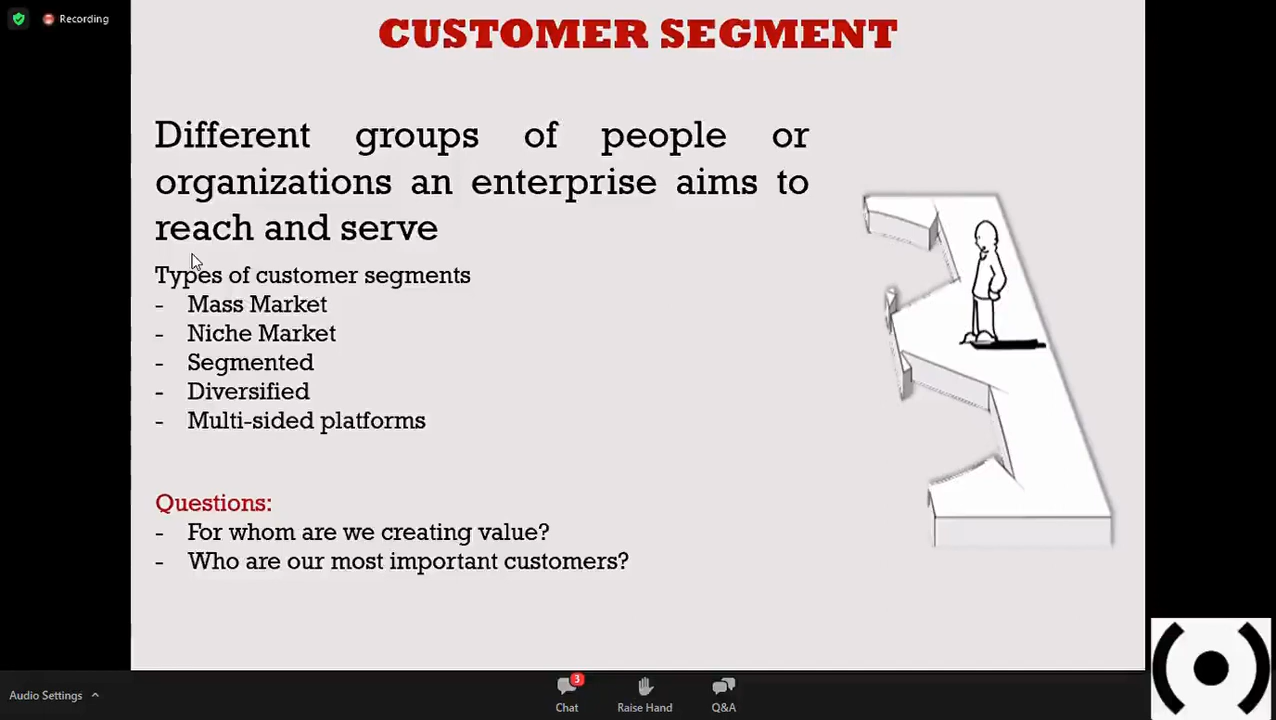 Recording
CUSTOMER SEGMENT
Different groups of people or
organizations an enterprise aims to
reach and serve
Types of customer segments
- Mass Market
- Niche Market
- Segmented
- Diversified
- Multi-sided platforms
Questions:
- For whom are we creating value?
- Who are our most important customers?
Audio Settings
3
Chat
Raise Hand
Q&A